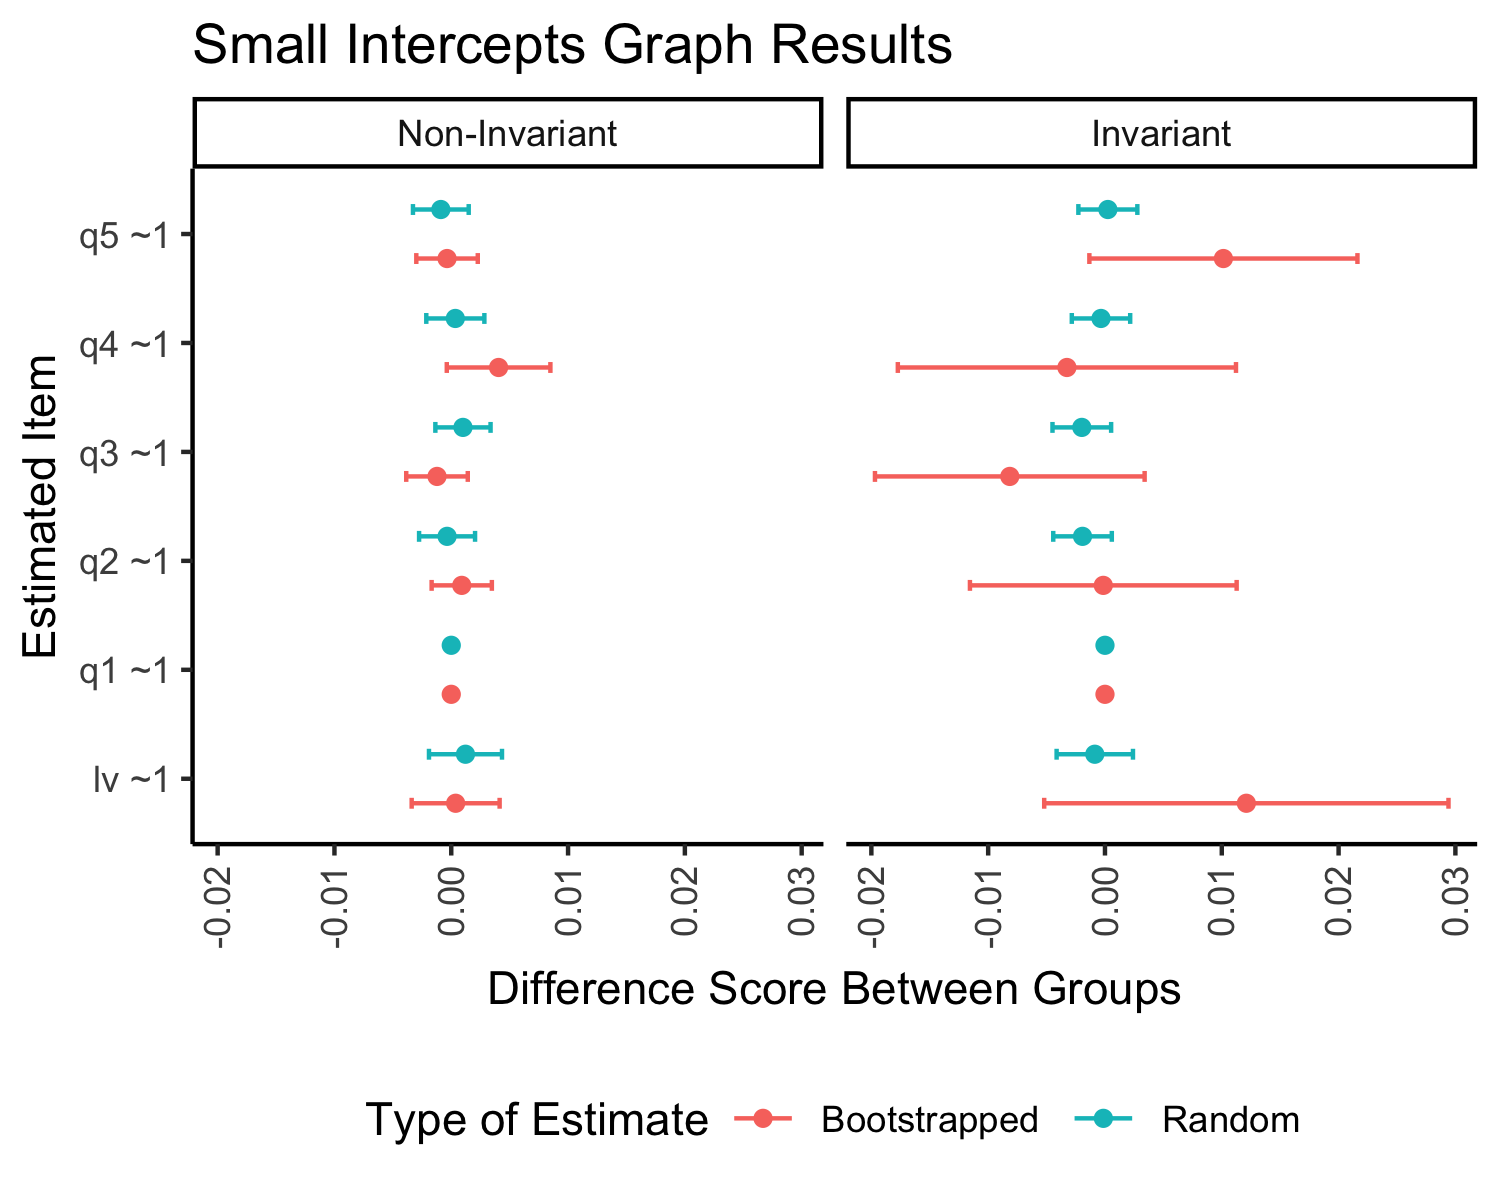 Small Intercepts Graph Results
Non-Invariant
Invariant
Estimated Item
q5 ~1
q4 ~1
q3 ~1
q2 ~1
q1 ~1
lv ~1
-0.02 -0.01 0.00 0.01 0.02 0.03
-0.02 -0.01 0.00 0.01 0.02 0.03
Difference Score Between Groups
Type of Estimate Bootstrapped Random